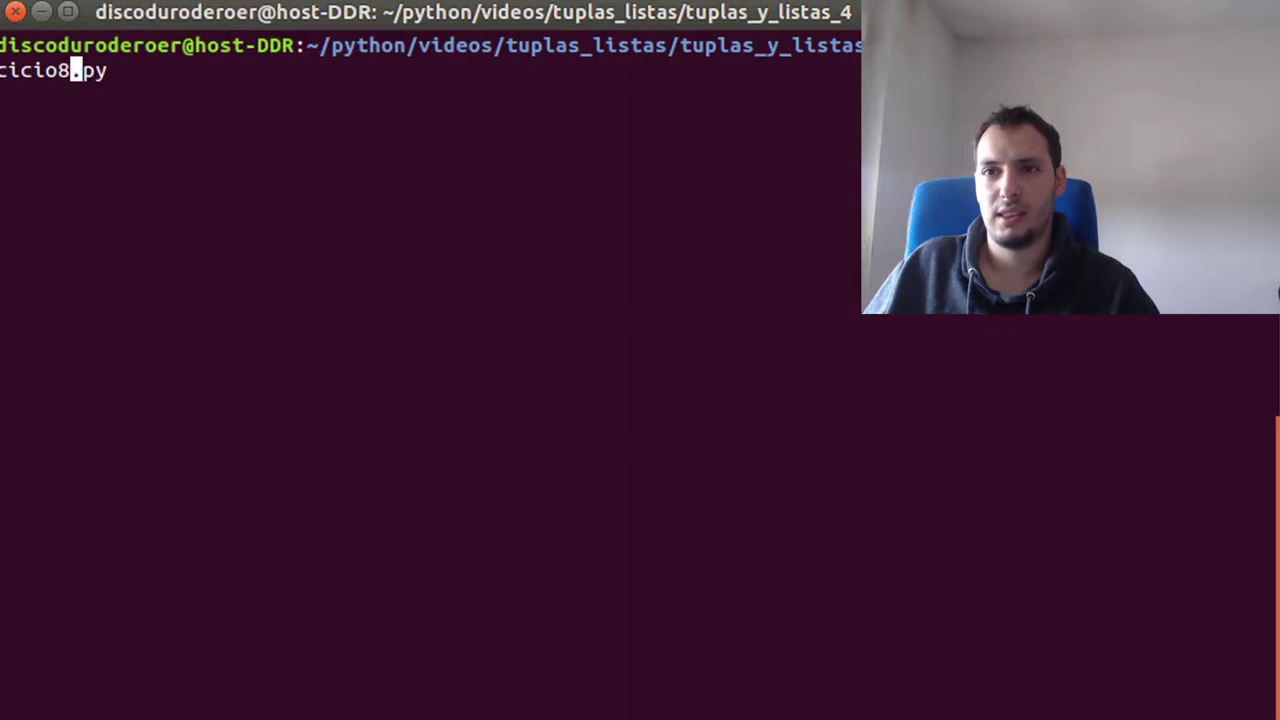 discoduroderoer@host-DDR: ~/python/videos/tuplas_listas/tuplas_y_listas_4
discoduroderoer@host-DDR:~/python/videos/tuplas_listas/tuplas_y_listas
cicio8.py